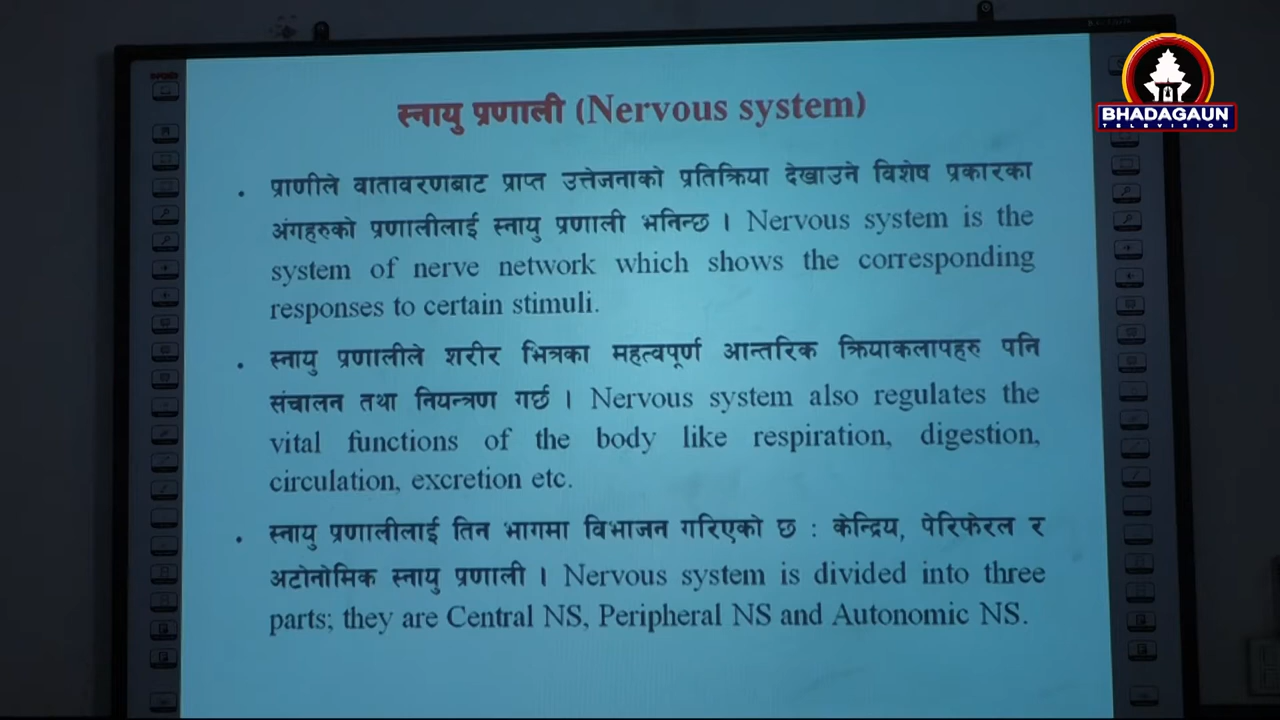 स्नायु प्रणाली (Nervous system)
BHADAGAUN
TELEVISION
• प्राणीले वातावरणबाट प्राप्त उत्तेजनाको प्रतिक्रिया देखाउने विशेष प्रकारका
अंगहरुको प्रणालीलाई स्नायु प्रणाली भनिन्छ । Nervous system is the
system of nerve network which shows the corresponding
responses to certain stimuli.
• स्नायु प्रणालीले शरीर भित्रका महत्वपूर्ण आन्तरिक क्रियाकलापहरु पनि
संचालन तथा नियन्त्रण गर्छ । Nervous system also regulates the
vital functions of the body like respiration, digestion,
circulation, excretion etc.
• स्नायु प्रणालीलाई तिन भागमा विभाजन गरिएको छ : केन्द्रिय, पेरिफेरल र
अटोनोमिक स्नायु प्रणाली । Nervous system is divided into three
parts; they are Central NS, Peripheral NS and Autonomic NS.